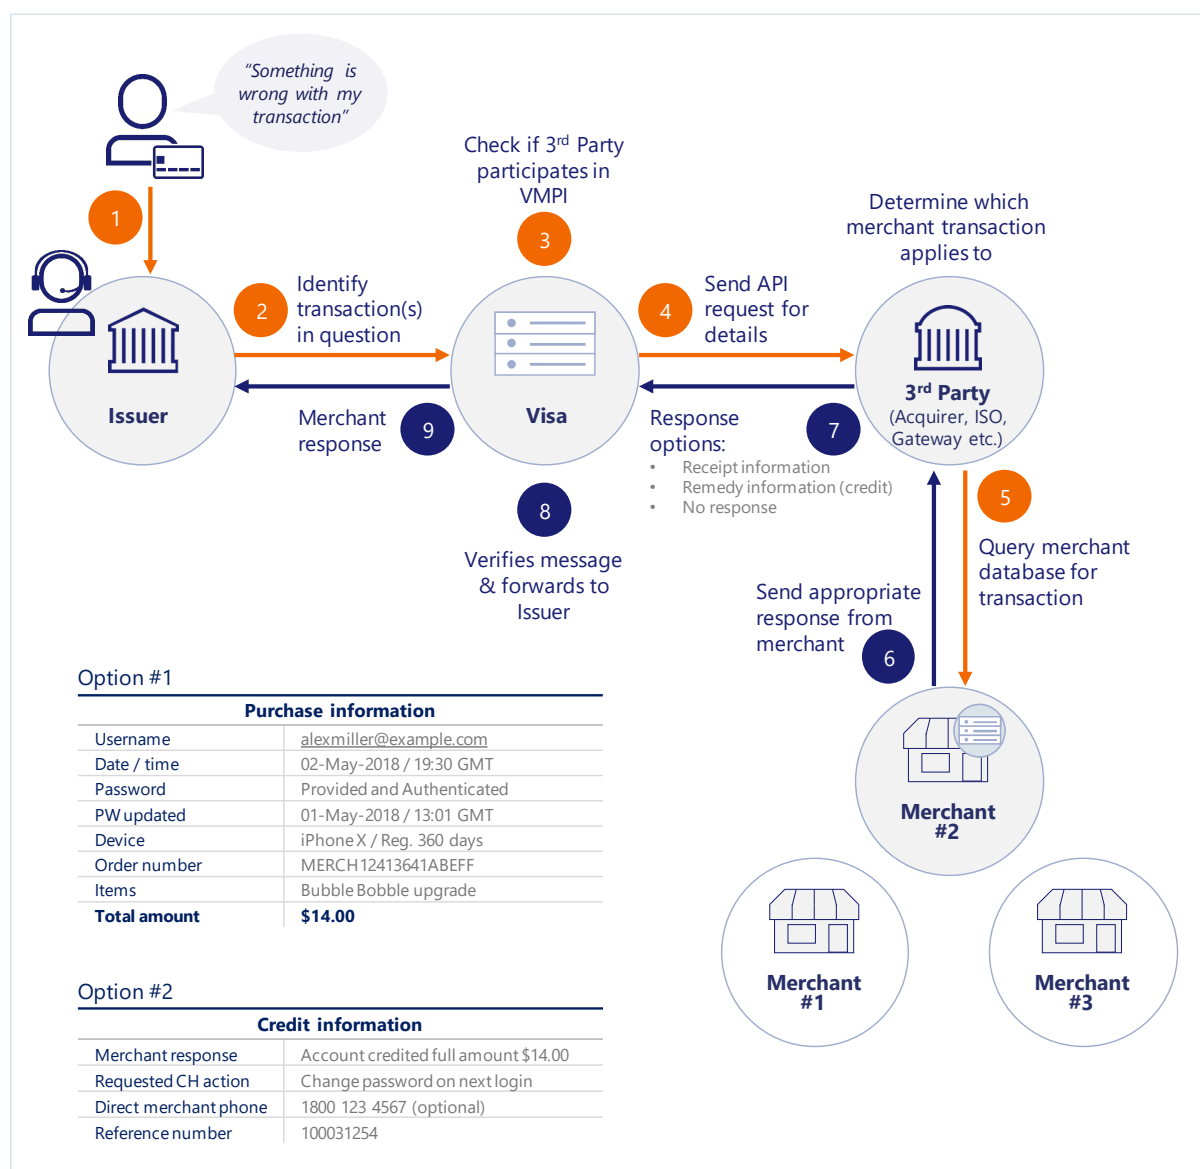 “Something is
wrong with my
transaction”
1
Check if 3rd Party
participates in
VMPI
3
Determine which
merchant transaction
applies to
2
Identify
transaction(s)
in question
4
Send API
request for
details
Issuer
Visa
3rd Party
(Acquirer, ISO,
Gateway etc.)
Merchant
response
9
Response
options:
• Receipt information
• Remedy information (credit)
• No response
7
8
Verifies message
& forwards to
Issuer
5
Query merchant
database for
transaction
Send appropriate
response from
merchant
6
Merchant
#2
Merchant
#1
Merchant
#3
Option #1
Purchase information
Username alexmiller@example.com
Date / time 02-May-2018 / 19:30 GMT
Password Provided and Authenticated
PW updated 01-May-2018 / 13:01 GMT
Device iPhone X / Reg. 360 days
Order number MERCH12413641ABEFF
Items Bubble Bobble upgrade
Total amount $14.00
Option #2
Credit information
Merchant response Account credited full amount $14.00
Requested CH action Change password on next login
Direct merchant phone 1800 123 4567 (optional)
Reference number 100031254